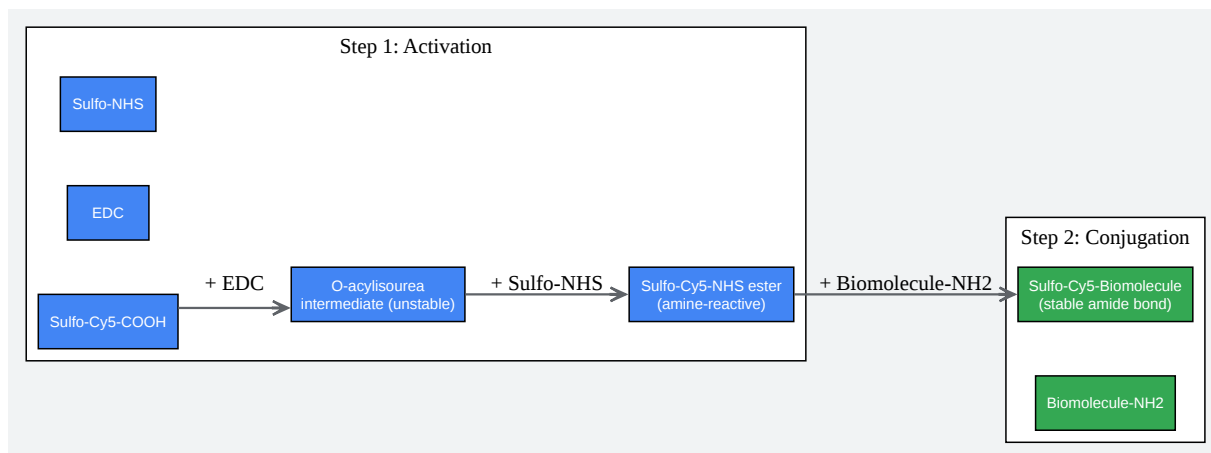 Step 1: Activation
Sulfo-NHS
EDC
Sulfo-Cy5-COOH
+ EDC
O-acylisourea
intermediate (unstable)
+ Sulfo-NHS
Sulfo-Cy5-NHS ester
(amine-reactive)
+ Biomolecule-NH2
Step 2: Conjugation
Sulfo-Cy5-Biomolecule
(stable amide bond)
Biomolecule-NH2